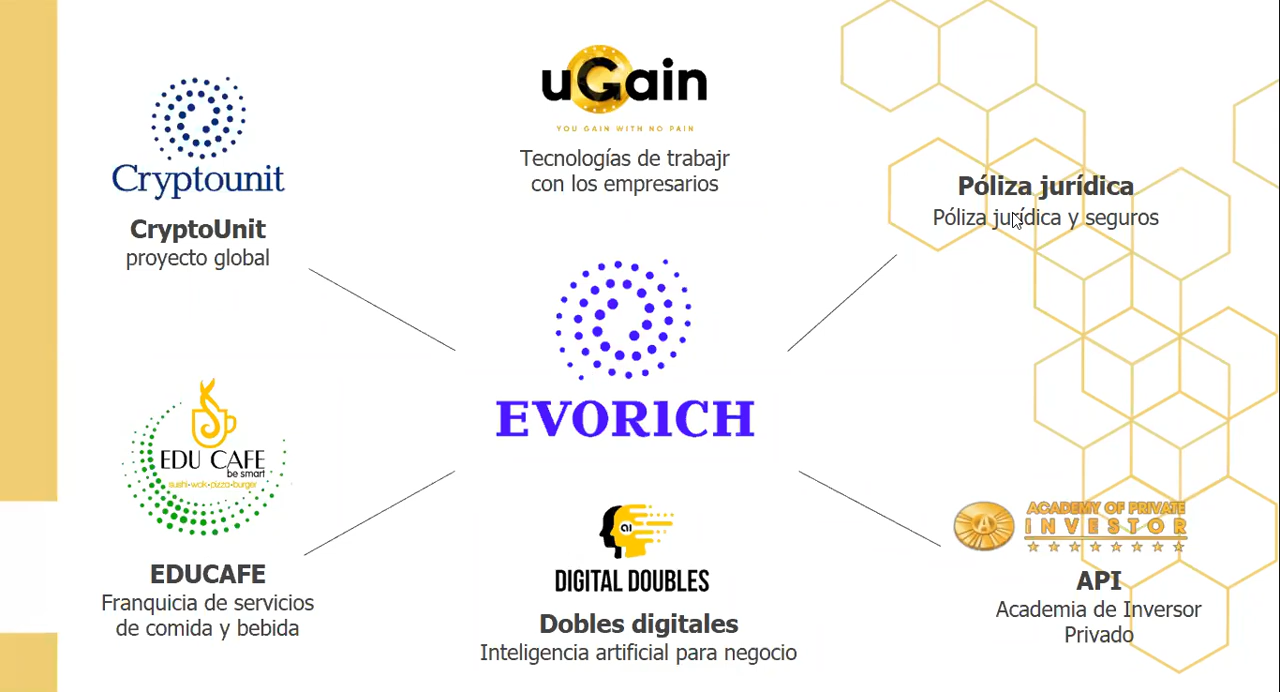 Cryptounit
CryptoUnit
proyecto global
uGain
YOU GAIN WITH NO PAIN
Tecnologías de trabajr
con los empresarios
Póliza jurídica
Póliza jurídica y seguros
EVORICH
EDU CAFE
be smart
sushi•wok•pizza•burger
EDUCAFE
Franquicia de servicios
de comida y bebida
ai
DIGITAL DOUBLES
Dobles digitales
Inteligencia artificial para negocio
A
ACADEMY OF PRIVATE
INVESTOR
API
Academia de Inversor
Privado